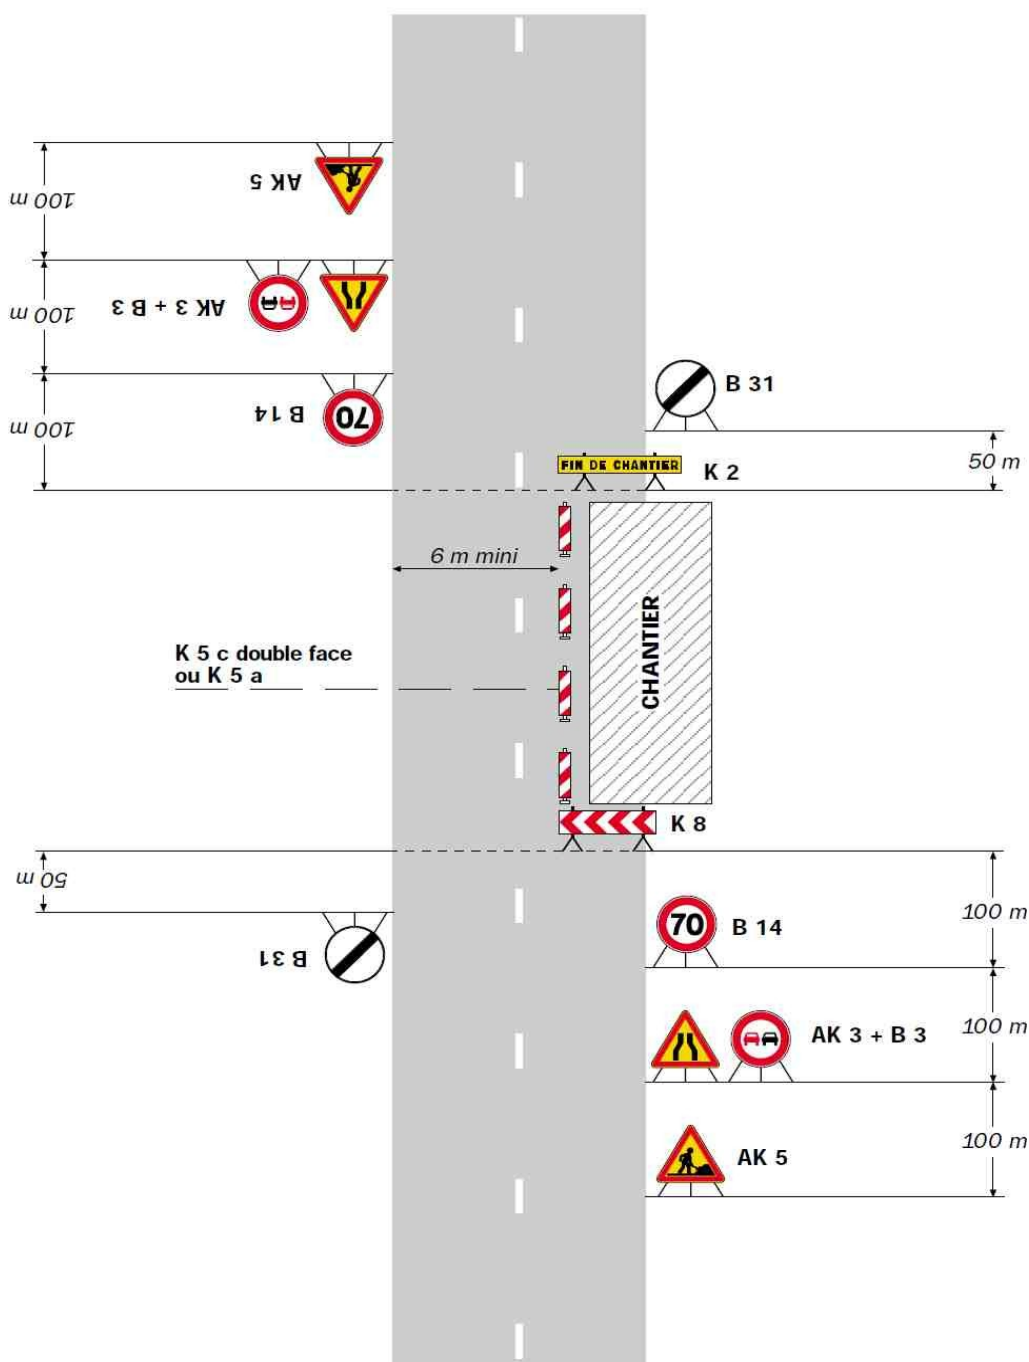 AK 5
100 m
AK 3 + B 3
100 m
B 31
B 14
70
100 m
50 m
FIN DE CHANTIER
K 2
6 m mini
CHANTIER
K 5 c double face
ou K 5 a
K 8
50 m
B 31
70
B 14
100 m
AK 3 + B 3
100 m
AK 5
100 m